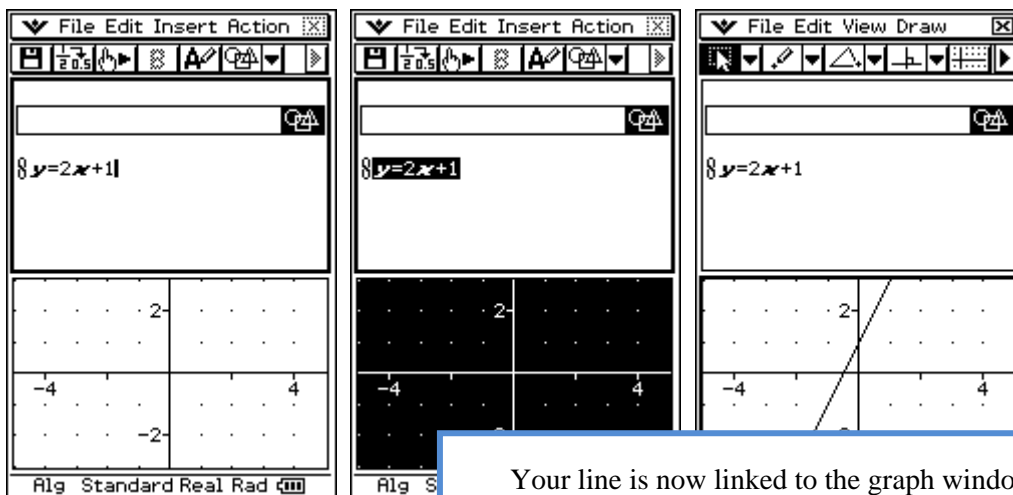 File Edit Insert Action
y=2x+1
-4
2
4
-2
Alg Standard Real Rad
File Edit Insert Action
y=2x+1
-4
2
4
Alg
File Edit View Draw
y=2x+1
-4
2
4
Your line is now linked to the graph